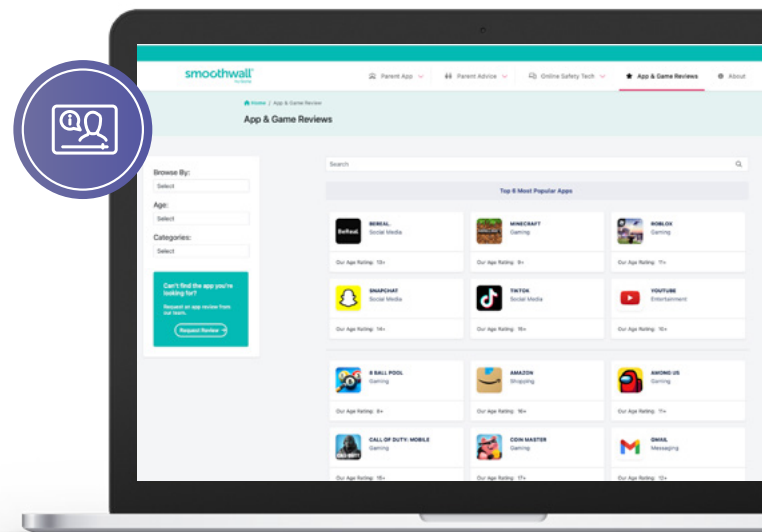 smoothwall
Parent App
Parent Advice
Online Safety Tech
App & Game Reviews
About
Home / App & Game Review
App & Game Reviews
Browse By:
Select
Age:
Select
Categories:
Select
Can't find the app you're
looking for?
Request an app review from
our team.
Request Review
Search
Top 6 Most Popular Apps
BeReal.
BEREAL.
Social Media
Our Age Rating: 13+
MINECRAFT
Gaming
Our Age Rating: 9+
ROBLOX
Gaming
Our Age Rating: 11+
SNAPCHAT
Social Media
Our Age Rating: 14+
TIKTOK
Social Media
Our Age Rating:
YOUTUBE
Entertainment
Our Age Rating: 10+
8 BALL POOL
Gaming
Our Age Rating:
AMAZON
Shopping
Our Age Rating:
AMONG US
Gaming
Our Age Rating: 11+
CALL OF DUTY: MOBILE
Gaming
Our Age Rating:
COIN MASTER
Gaming
Our Age Rating: 17+
GMAIL
Messaging
Our Age Rating: 12+